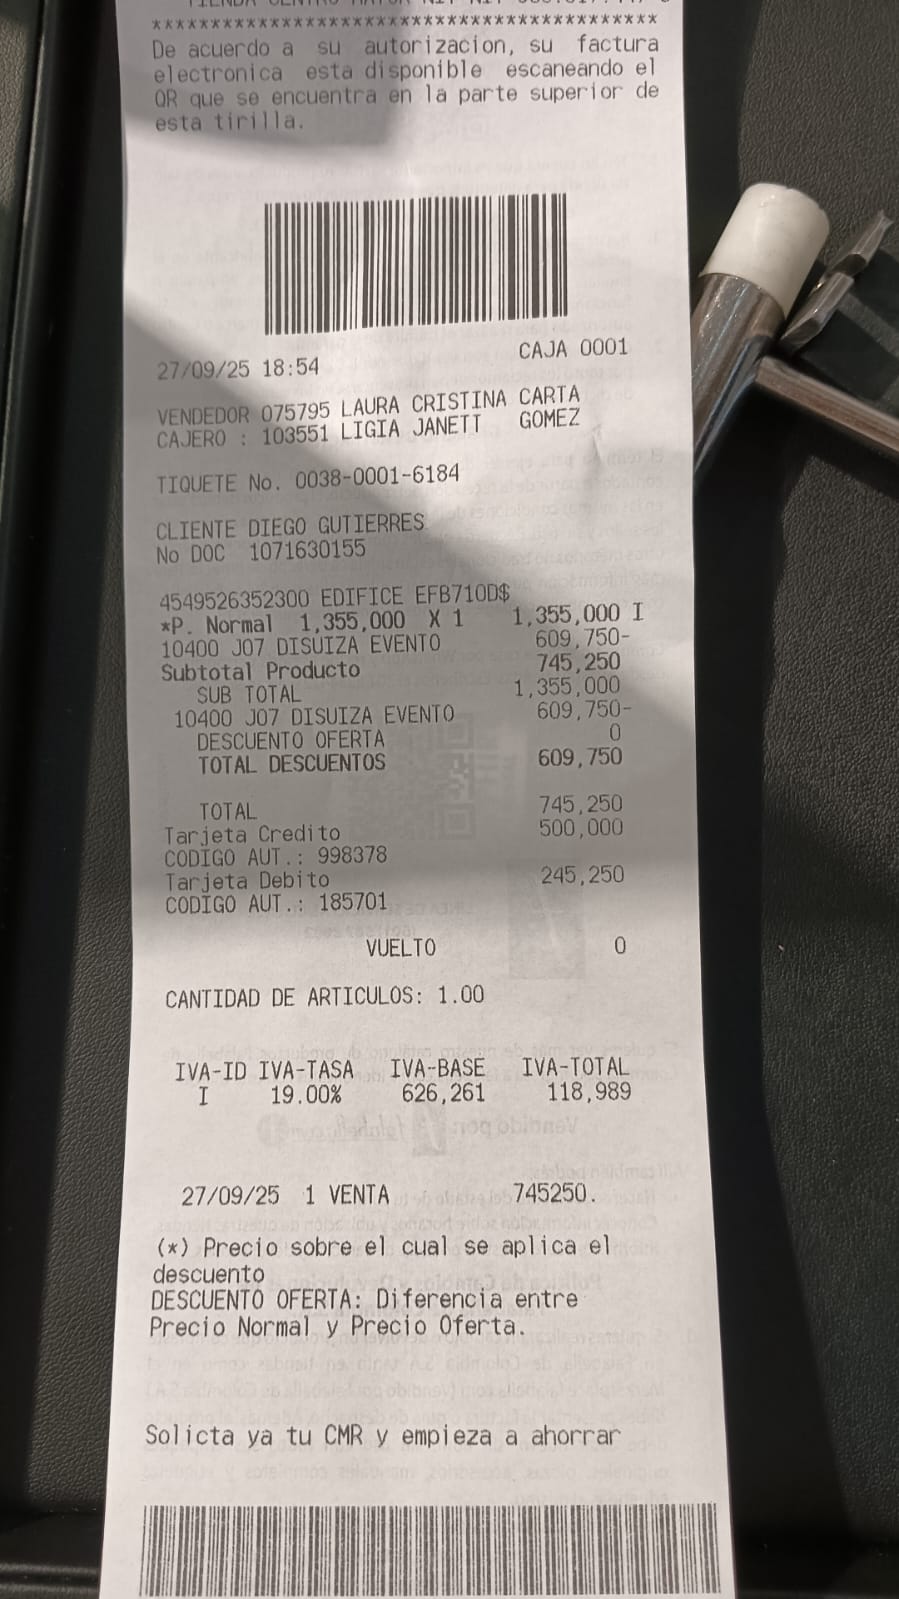 *******************************************
De acuerdo a su autorizacion, su factura
electronica esta disponible escaneando el
QR que se encuentra en la parte superior de
esta tirilla.
27/09/25 18:54 CAJA 0001
VENDEDOR 075795 LAURA CRISTINA CARTA
CAJERO : 103551 LIGIA JANETT GOMEZ
TIQUETE No. 0038-0001-6184
CLIENTE DIEGO GUTIERRES
No DOC 1071630155
4549526352300 EDIFICE EFB710D$
*P. Normal 1,355,000 X 1 1,355,000 I
10400 J07 DISUIZA EVENTO 609,750-
Subtotal Producto 745,250
SUB TOTAL 1,355,000
10400 J07 DISUIZA EVENTO 609,750-
DESCUENTO OFERTA 0
TOTAL DESCUENTOS 609,750
TOTAL 745,250
Tarjeta Credito 500,000
CODIGO AUT.: 998378
Tarjeta Debito 245,250
CODIGO AUT.: 185701
VUELTO 0
CANTIDAD DE ARTICULOS: 1.00
IVA-ID IVA-TASA IVA-BASE IVA-TOTAL
I 19.00% 626,261 118,989
27/09/25 1 VENTA 745250.
(*) Precio sobre el cual se aplica el
descuento
DESCUENTO OFERTA: Diferencia entre
Precio Normal y Precio Oferta.
Solicta ya tu CMR y empieza a ahorrar